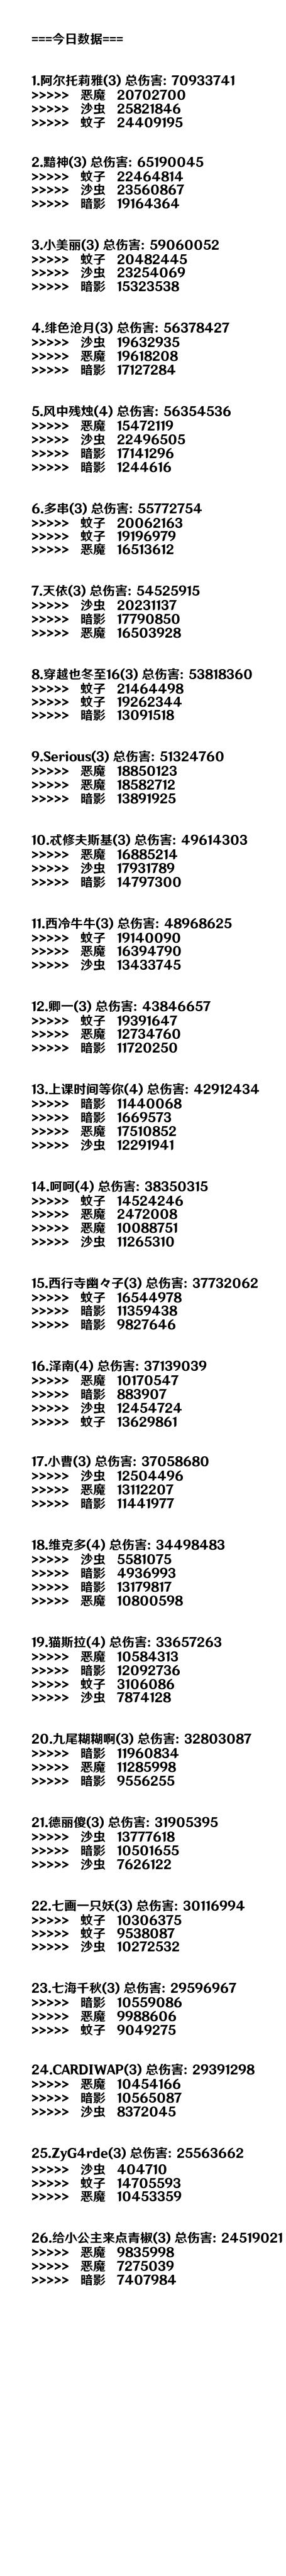 ===今日数据===
1.阿尔托莉雅(3) 总伤害: 70933741
>>>>> 恶魔 20702700
>>>>> 沙虫 25821846
>>>>> 蚊子 24409195
2.黯神(3) 总伤害: 65190045
>>>>> 蚊子 22464814
>>>>> 沙虫 23560867
>>>>> 暗影 19164364
3.小美丽(3) 总伤害: 59060052
>>>>> 蚊子 20482445
>>>>> 沙虫 23254069
>>>>> 暗影 15323538
4.绯色沧月(3) 总伤害: 56378427
>>>>> 沙虫 19632935
>>>>> 恶魔 19618208
>>>>> 暗影 17127284
5.风中残烛(4) 总伤害: 56354536
>>>>> 恶魔 15472119
>>>>> 沙虫 22496505
>>>>> 暗影 17141296
>>>>> 暗影 1244616
6.多串(3) 总伤害: 55772754
>>>>> 蚊子 20062163
>>>>> 蚊子 19196979
>>>>> 恶魔 16513612
7.天依(3) 总伤害: 54525915
>>>>> 沙虫 20231137
>>>>> 暗影 17790850
>>>>> 恶魔 16503928
8.穿越也冬至16(3) 总伤害: 53818360
>>>>> 蚊子 21464498
>>>>> 蚊子 19262344
>>>>> 暗影 13091518
9.Serious(3) 总伤害: 51324760
>>>>> 恶魔 18850123
>>>>> 恶魔 18582712
>>>>> 暗影 13891925
10.忒修夫斯基(3) 总伤害: 49614303
>>>>> 恶魔 16885214
>>>>> 沙虫 17931789
>>>>> 暗影 14797300
11.西冷牛牛(3) 总伤害: 48968625
>>>>> 蚊子 19140090
>>>>> 恶魔 16394790
>>>>> 沙虫 13433745
12.卿一(3) 总伤害: 43846657
>>>>> 蚊子 19391647
>>>>> 恶魔 12734760
>>>>> 暗影 11720250
13.上课时间等你(4) 总伤害: 42912434
>>>>> 暗影 11440068
>>>>> 暗影 1669573
>>>>> 恶魔 17510852
>>>>> 沙虫 12291941
14.呵呵(4) 总伤害: 38350315
>>>>> 蚊子 14524246
>>>>> 恶魔 2472008
>>>>> 恶魔 10088751
>>>>> 沙虫 11265310
15.西行寺幽々子(3) 总伤害: 37732062
>>>>> 蚊子 16544978
>>>>> 暗影 11359438
>>>>> 暗影 9827646
16.泽南(4) 总伤害: 37139039
>>>>> 恶魔 10170547
>>>>> 暗影 883907
>>>>> 沙虫 12454724
>>>>> 蚊子 13629861
17.小曹(3) 总伤害: 37058680
>>>>> 沙虫 12504496
>>>>> 恶魔 13112207
>>>>> 暗影 11441977
18.维克多(4) 总伤害: 34498483
>>>>> 沙虫 5581075
>>>>> 暗影 4936993
>>>>> 暗影 13179817
>>>>> 恶魔 10800598
19.猫斯拉(4) 总伤害: 33657263
>>>>> 恶魔 10584313
>>>>> 暗影 12092736
>>>>> 蚊子 3106086
>>>>> 沙虫 7874128
20.九尾糊糊啊(3) 总伤害: 32803087
>>>>> 暗影 11960834
>>>>> 恶魔 11285998
>>>>> 暗影 9556255
21.德丽傻(3) 总伤害: 31905395
>>>>> 沙虫 13777618
>>>>> 暗影 10501655
>>>>> 沙虫 7626122
22.七画一只妖(3) 总伤害: 30116994
>>>>> 蚊子 10306375
>>>>> 蚊子 9538087
>>>>> 沙虫 10272532
23.七海千秋(3) 总伤害: 29596967
>>>>> 暗影 10559086
>>>>> 恶魔 9988606
>>>>> 蚊子 9049275
24.CARDIWAP(3) 总伤害: 29391298
>>>>> 恶魔 10454166
>>>>> 暗影 10565087
>>>>> 沙虫 8372045
25.ZyG4rde(3) 总伤害: 25563662
>>>>> 沙虫 404710
>>>>> 蚊子 14705593
>>>>> 恶魔 10453359
26.给小公主来点青椒(3) 总伤害: 24519021
>>>>> 恶魔 9835998
>>>>> 恶魔 7275039
>>>>> 暗影 7407984